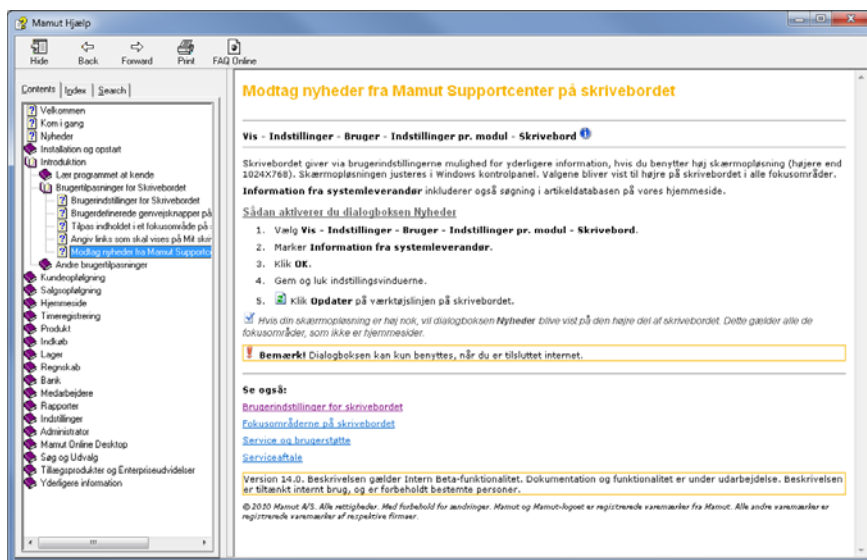 Mamut Hjælp
Hide
Back
Forward
Print
FAQ Online
Contents
Index
Search
Velkommen
Kom i gang
Nyheder
Installation og opstart
Introduktion
Lær programmet at kende
Brugertilpasninger for Skrivebordet
Brugerindstillinger for Skrivebordet
Brugerdefinerede genvejsknapper på
Tilpas indholdet i et fokusområde på
Angiv links som skal vises på Mit skri
Modtag nyheder fra Mamut Supportc
Andre brugertilpasninger
Kundeopfølgning
Salgsopfølgning
Hjemmeside
Timeregistrering
Produkt
Indkøb
Lager
Regnskab
Bank
Medarbejdere
Rapporter
Indstillinger
Administrator
Mamut Online Desktop
Søg og Udvalg
Tillægsprodukter og Enterpriseudvidelser
Yderligere information
Modtag nyheder fra Mamut Supportcenter på skrivebordet
Vis - Indstillinger - Bruger - Indstillinger pr. modul - Skrivebord
Skrivebordet giver via brugerindstillingerne mulighed for yderligere information, hvis du benytter høj skærmopløsning (højere end
1024X768). Skærmopløsningen justeres i Windows kontrolpanel. Valgene bliver vist til højre på skrivebordet i alle fokusområder.
Information fra systemleverandør inkluderer også søgning i artikeldatabasen på vores hjemmeside.
Sådan aktiverer du dialogboksen Nyheder
1. Vælg Vis - Indstillinger - Bruger - Indstillinger pr. modul - Skrivebord.
2. Marker Information fra systemleverandør.
3. Klik OK.
4. Gem og luk indstillingsvinduerne.
5. Klik Opdater på værktøjslinjen på skrivebordet.
Hvis din skærmopløsning er høj nok, vil dialogboksen Nyheder blive vist på den højre del af skrivebordet. Dette gælder alle de
fokusområder, som ikke er hjemmesider.
Bemærk! Dialogboksen kan kun benyttes, når du er tilsluttet internet.
Se også:
Brugerindstillinger for skrivebordet
Fokusområderne på skrivebordet
Service og brugerstøtte
Serviceaftale
Version 14.0. Beskrivelsen gælder Intern Beta-funktionalitet. Dokumentation og funktionalitet er under udarbejdelse. Beskrivelsen
er tiltænkt internt brug, og er forbeholdt bestemte personer.
© 2010 Mamut A/S. Alle rettigheder. Med forbehold for ændringer. Mamut og Mamut-logoet er registrerede varemærker fra Mamut. Alle andre varemærker er
registrerede varemærker af respektive firmaer.